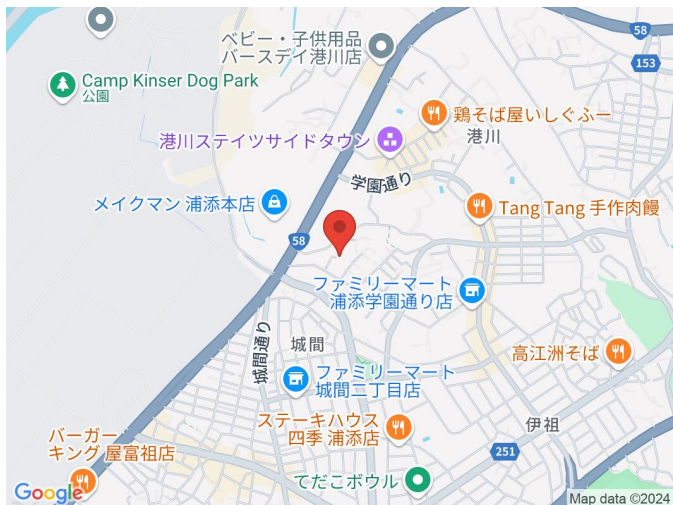 58
153
ベビー・子供用品
バースデイ港川店
Camp Kinser Dog Park
公園
鶏そば屋いしぐふー
港川
港川ステイツサイドタウン
学園通り
メイクマン 浦添本店
Tang Tang 手作肉饅
58
ファミリーマート
浦添学園通り店
城間通り
城間
高江洲そば
ファミリーマート
城間二丁目店
ステーキハウス
四季 浦添店
伊祖
バーガー
キング 屋富祖店
251
てだこボウル
Google
Map data ©2024